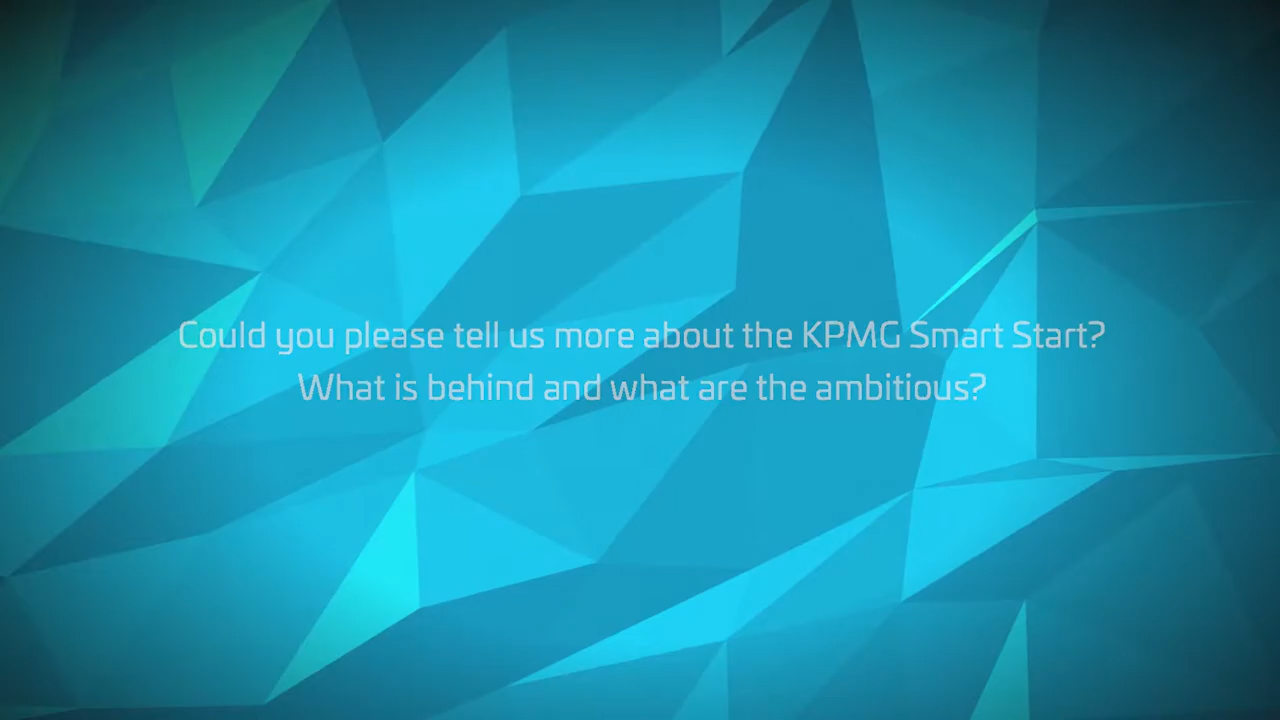 Could you please tell us more about the KPMG Smart Start?
What is behind and what are the ambitious?